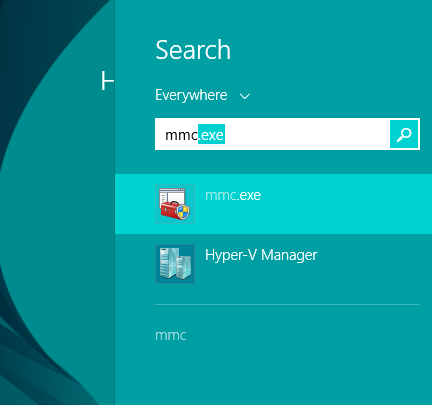 Search
H
Everywhere
mmc.exe
mmc.exe
Hyper-V Manager
mmc